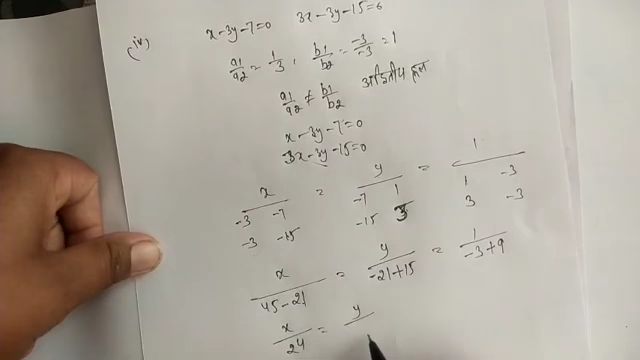 (iv) x-3y-7=0 3x-3y-15=0
a1/a2 = 1/3, b1/b2 = -3/-3 = 1
a1/a2 ≠ b1/b2 अद्वितीय हल
x-3y-7=0
3x-3y-15=0
x = y = 1
-3 -7 -7 1 1 -3
-3 -15 -15 3 3 -3
x/45-21 = y/-21+15 = 1/-3+9
x/24 = y/